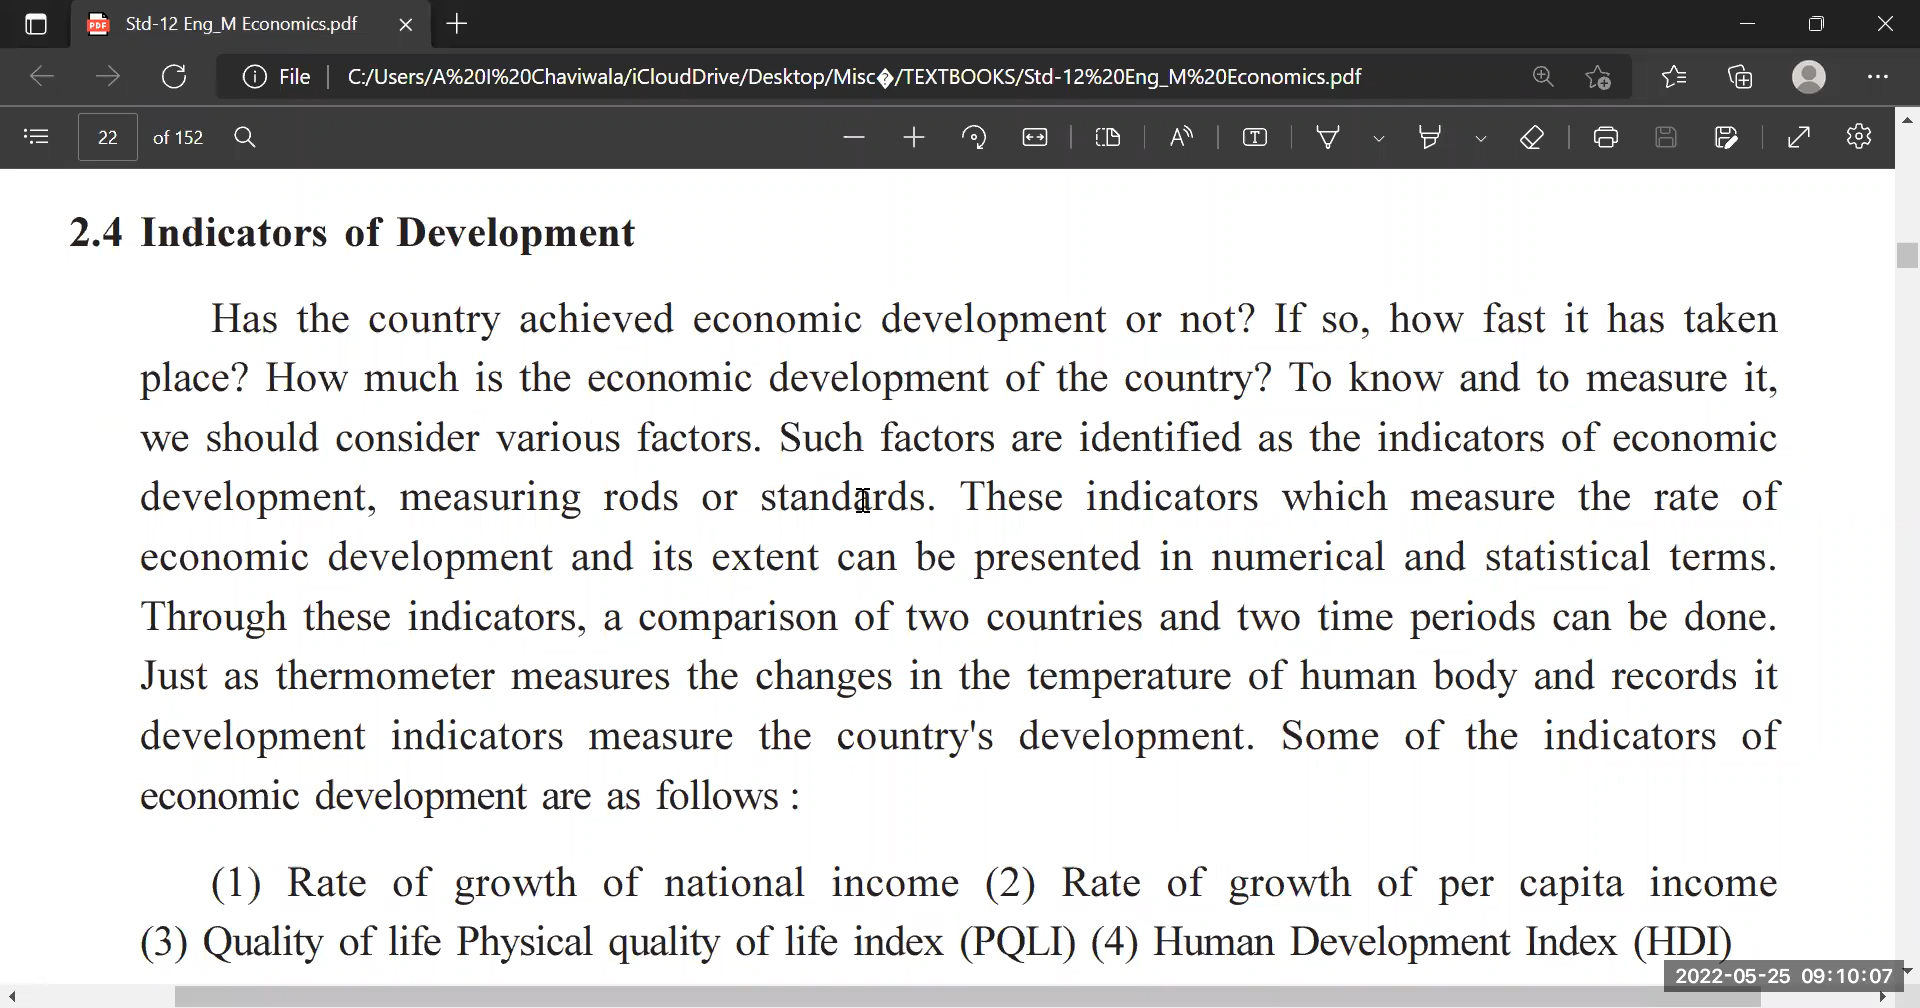 Std-12 Eng_M Economics.pdf
File
C:/Users/A%20I%20Chaviwala/iCloudDrive/Desktop/Misc�/TEXTBOOKS/Std-12%20Eng_M%20Economics.pdf
22 of 152
2.4 Indicators of Development
Has the country achieved economic development or not? If so, how fast it has taken
place? How much is the economic development of the country? To know and to measure it,
we should consider various factors. Such factors are identified as the indicators of economic
development, measuring rods or standards. These indicators which measure the rate of
economic development and its extent can be presented in numerical and statistical terms.
Through these indicators, a comparison of two countries and two time periods can be done.
Just as thermometer measures the changes in the temperature of human body and records it
development indicators measure the country's development. Some of the indicators of
economic development are as follows :
(1) Rate of growth of national income (2) Rate of growth of per capita income
(3) Quality of life Physical quality of life index (PQLI) (4) Human Development Index (HDI)
2022-05-25 09:10:07